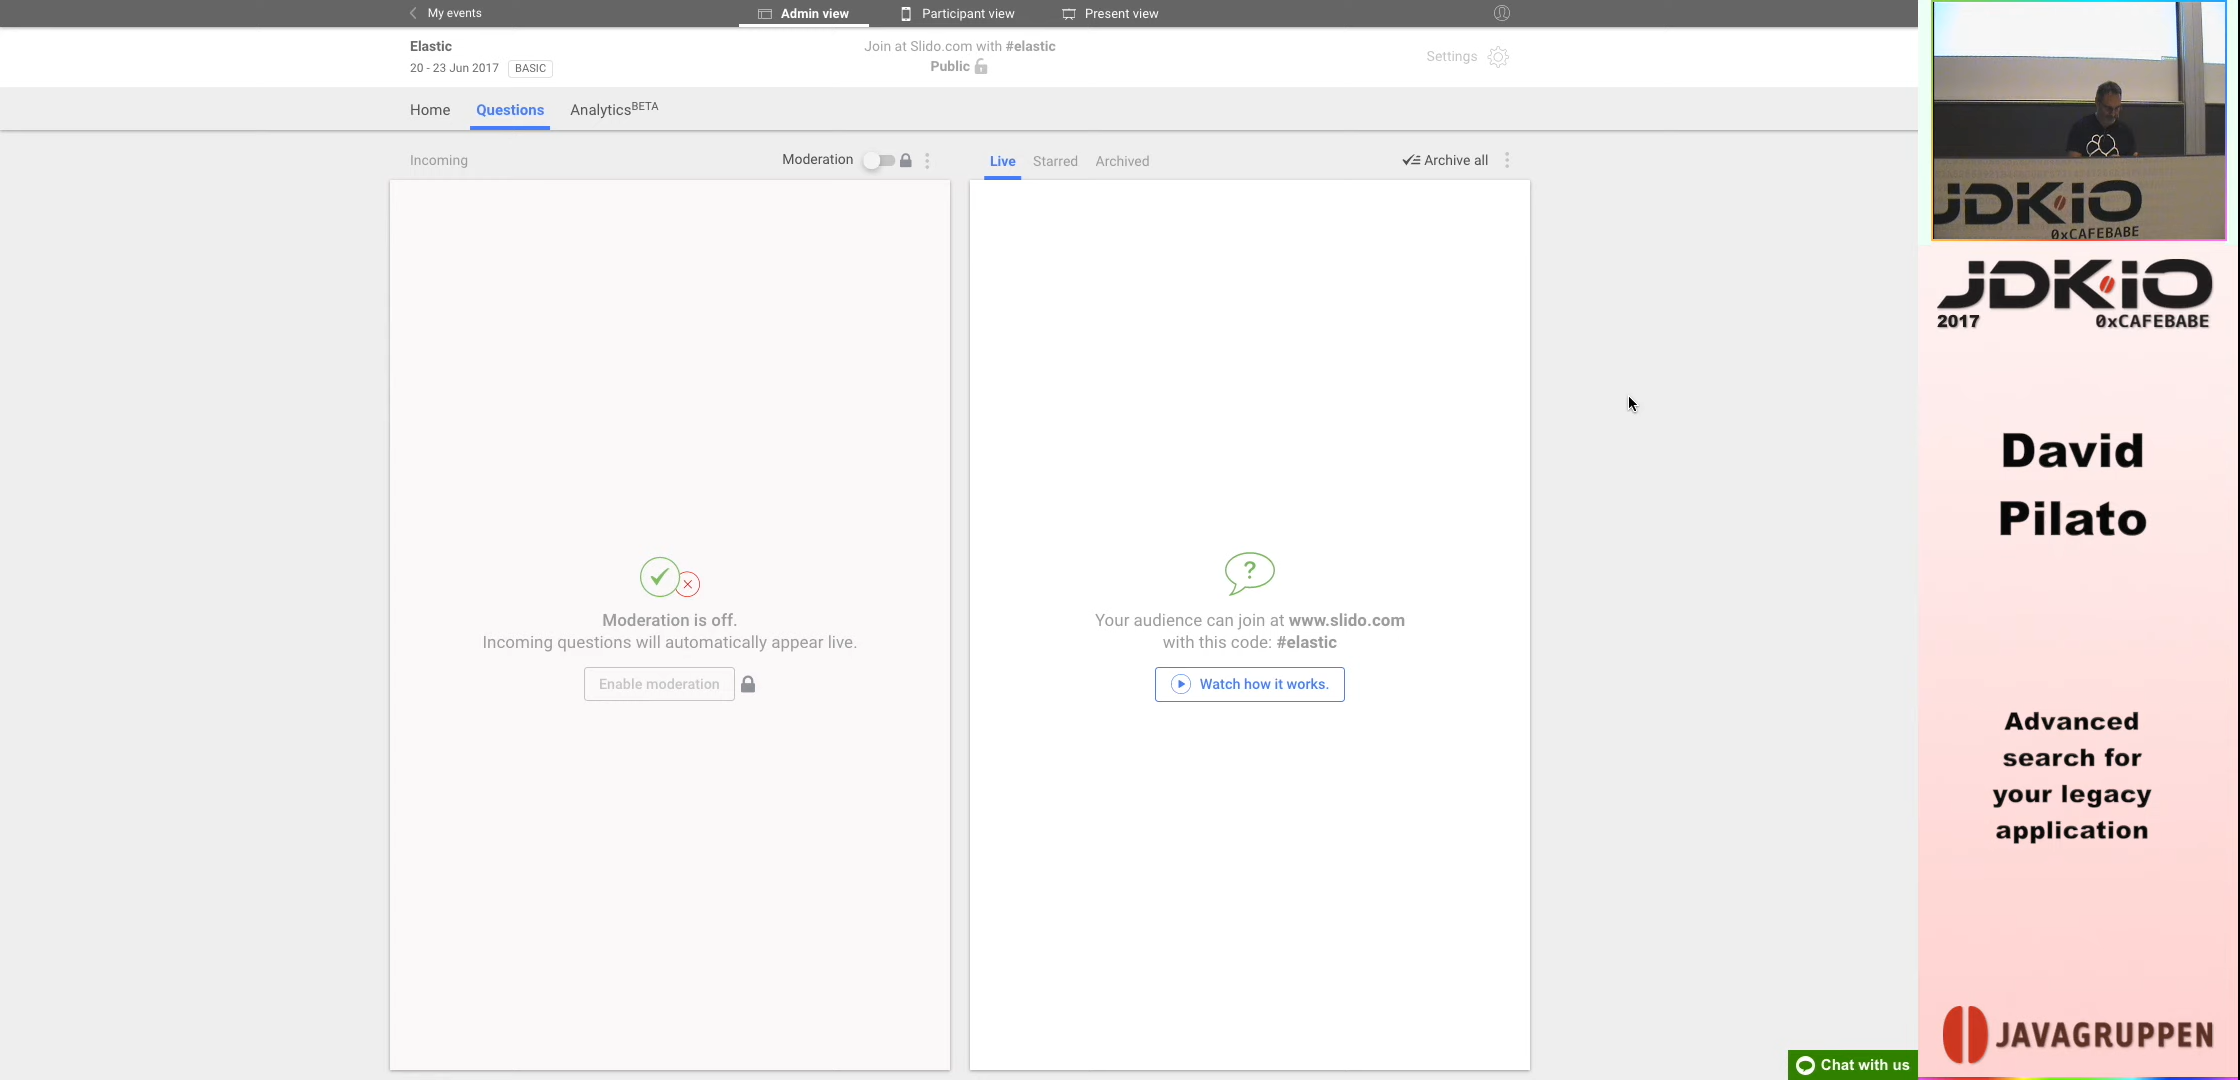 My events
Admin view
Participant view
Present view
Elastic
20 - 23 Jun 2017 BASIC
Join at Slido.com with #elastic
Public
Settings
Home
Questions
AnalyticsBETA
Incoming
Moderation
Live
Starred
Archived
Archive all
Moderation is off.
Incoming questions will automatically appear live.
Enable moderation
?
Your audience can join at www.slido.com
with this code: #elastic
Watch how it works.
Chat with us
JDKIO
0xCAFEBABE
JDKIO
2017 0xCAFEBABE
David
Pilato
Advanced
search for
your legacy
application
JAVAGRUPPEN